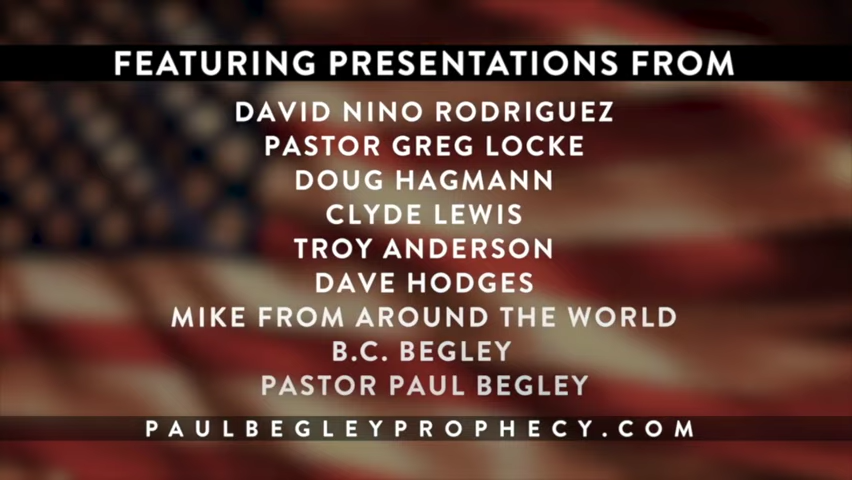 FEATURING PRESENTATIONS FROM
DAVID NINO RODRIGUEZ
PASTOR GREG LOCKE
DOUG HAGMANN
CLYDE LEWIS
TROY ANDERSON
DAVE HODGES
MIKE FROM AROUND THE WORLD
B.C. BEGLEY
PASTOR PAUL BEGLEY
PAULBEGLEYPROPHECY.COM